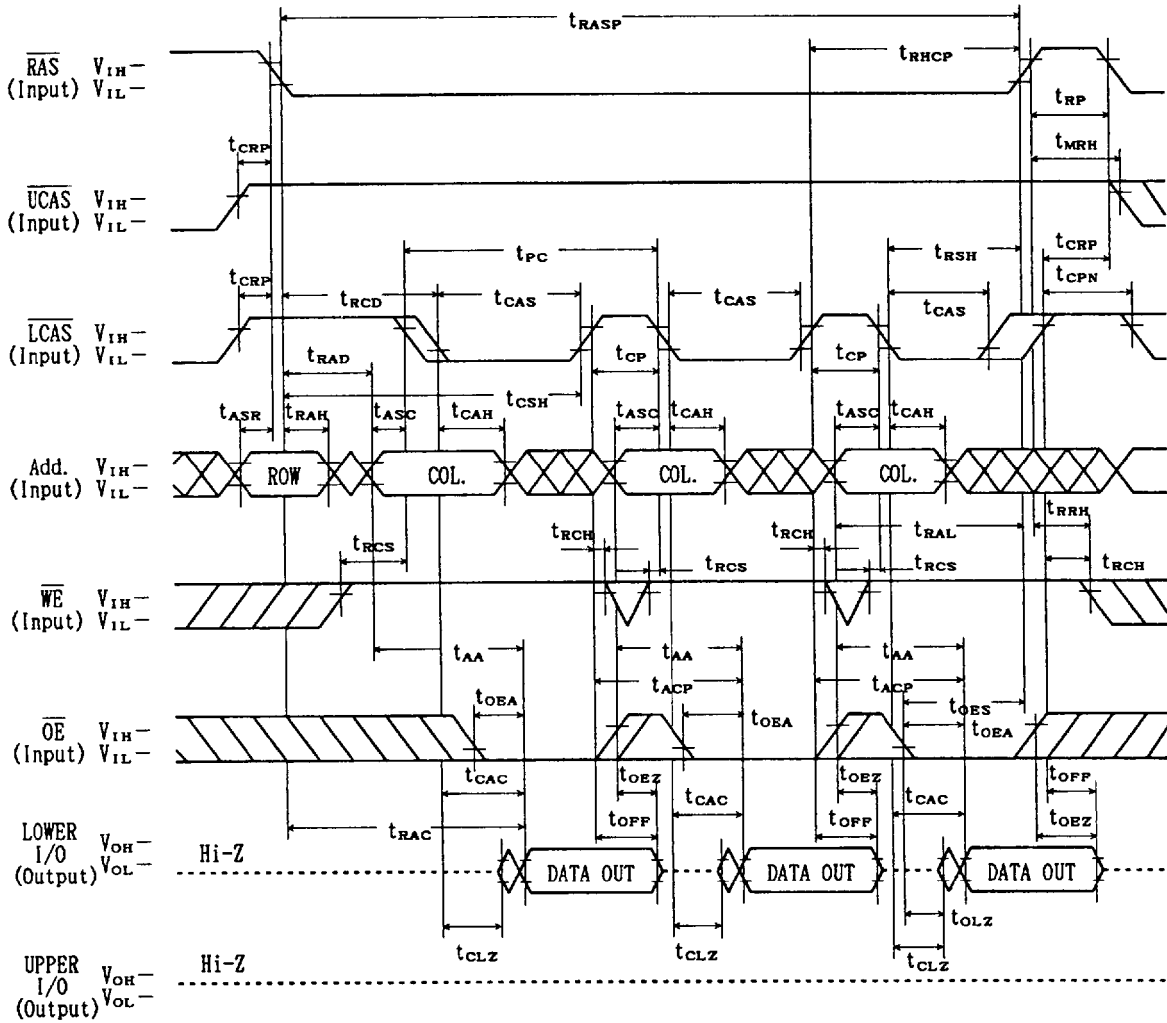 tRASP
tRHCP
RAS VIH
(Input) VIL
tRP
tMRH
tCRP
UCAS VIH
(Input) VIL
tPC tRSH tCRP
tCRP tRCD tCAS tCAS tCAS tCPN
LCAS VIH
(Input) VIL
tRAD tCP tCP
tCSH
tASR tRAH tASC tCAH tASC tCAH tASC tCAH
Add. VIH
(Input) VIL
ROW COL. COL. COL.
tRCS tRCH tRCH tRAL tRRH
tRCS tRCS tRCH
WE VIH
(Input) VIL
tAA tAA tAA
tACP tACP
tOEA tOEA tOES tOEA
OE VIH
(Input) VIL
tCAC tOEZ tCAC tOEZ tCAC tOFF
tRAC tOFF tOFF tOEZ
LOWER
I/O
(Output)
VOH
VOL
Hi-Z
DATA OUT DATA OUT DATA OUT
tOLZ
tCLZ tCLZ tCLZ
UPPER
I/O
(Output)
VOH
VOL
Hi-Z